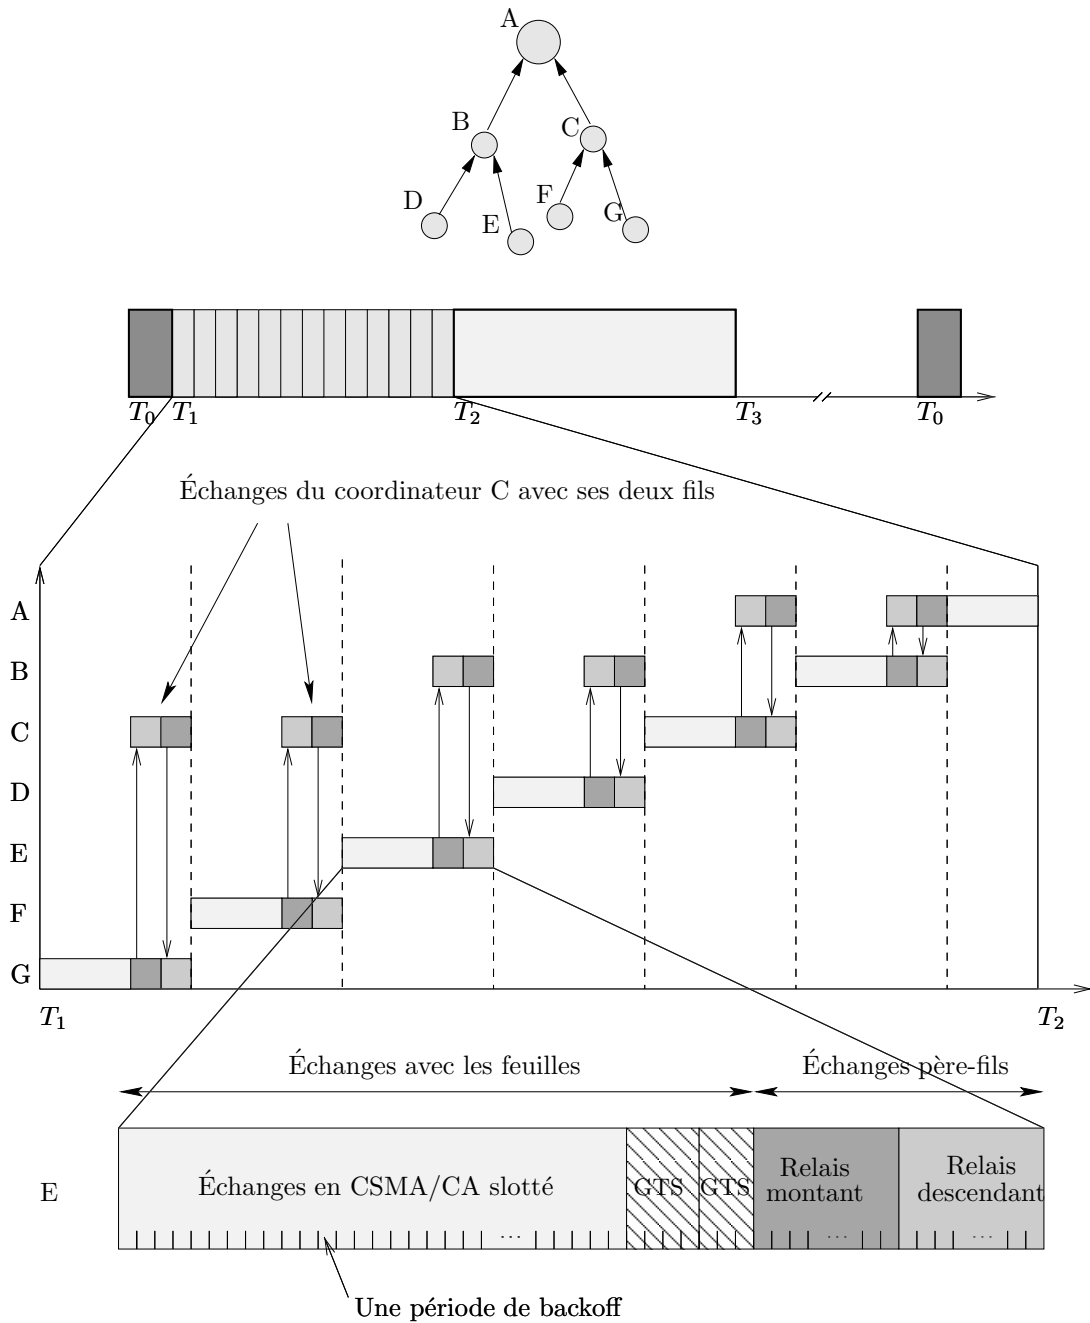 A
B
C
D
E
F
G
T0
T1
T2
T3
T0
Échanges du coordinateur C avec ses deux fils
A
B
C
D
E
F
G
T1
T2
Échanges avec les feuilles
Échanges père-fils
E
Échanges en CSMA/CA slotté
GTS
GTS
Relais
montant
Relais
descendant
...
...
...
Une période de backoff